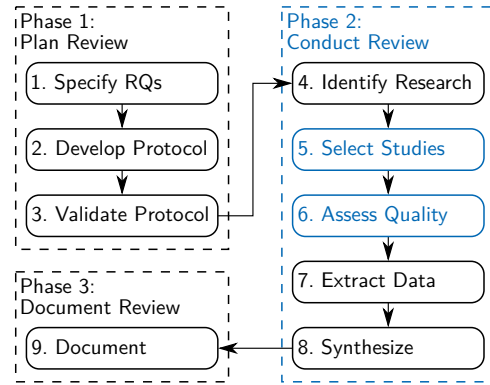 Phase 1:
Plan Review
1. Specify RQs
2. Develop Protocol
3. Validate Protocol
Phase 2:
Conduct Review
4. Identify Research
5. Select Studies
6. Assess Quality
7. Extract Data
8. Synthesize
Phase 3:
Document Review
9. Document